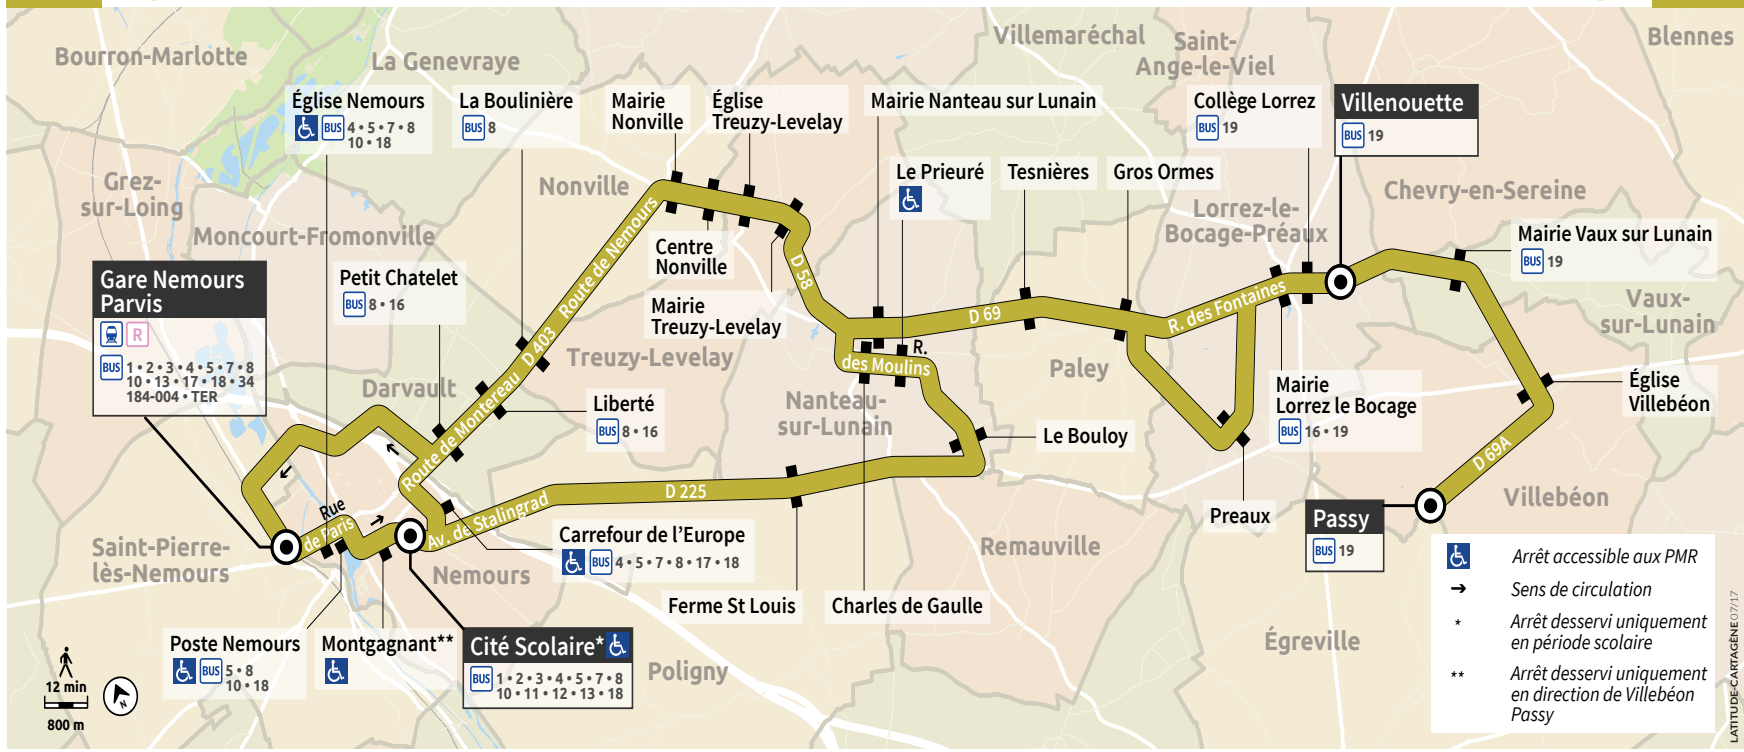 Bourron-Marlotte
La Genevraye
Villemaréchal
Saint-
Ange-le-Viel
Blennes
Église Nemours
BUS 4 • 5 • 7 • 8
10 • 18
La Boulinière
BUS 8
Mairie
Nonville
Église
Treuzy-Levelay
Mairie Nanteau sur Lunain
Collège Lorrez
BUS 19
Villenouette
BUS 19
Grez-
sur-Loing
Nonville
Le Prieuré
Tesnières
Gros Ormes
Chevry-en-Sereine
Moncourt-Fromonville
Lorrez-le-
Bocage-Préaux
Mairie Vaux sur Lunain
BUS 19
Gare Nemours
Parvis
R
BUS 1 • 2 • 3 • 4 • 5 • 7 • 8
10 • 13 • 17 • 18 • 34
184-004 • TER
Petit Chatelet
BUS 8 • 16
Route de Nemours
Centre
Nonville
D 58
Mairie
Treuzy-Levelay
D 69
R. des Fontaines
Vaux-
sur-Lunain
D 403
Treuzy-Levelay
R.
des Moulins
Paley
Darvault
Route de Montereau
Liberté
BUS 8 • 16
Nanteau-
sur-Lunain
Mairie
Lorrez le Bocage
BUS 16 • 19
Église
Villebéon
Le Bouloy
D 69A
D 225
Villebéon
Rue
de Paris
Av. de Stalingrad
Preaux
Passy
BUS 19
Saint-Pierre-
lès-Nemours
Nemours
Carrefour de l’Europe
BUS 4 • 5 • 7 • 8 • 17 • 18
Remauville
Ferme St Louis
Charles de Gaulle
Poste Nemours
BUS 5 • 8
10 • 18
Montgagnant**
Cité Scolaire*
BUS 1 • 2 • 3 • 4 • 5 • 7 • 8
10 • 11 • 12 • 13 • 18
Poligny
Égreville
Arrêt accessible aux PMR
Sens de circulation
* Arrêt desservi uniquement
en période scolaire
** Arrêt desservi uniquement
en direction de Villebéon
Passy
12 min
800 m
N
LATITUDE-CARTAGÈNE 07/17